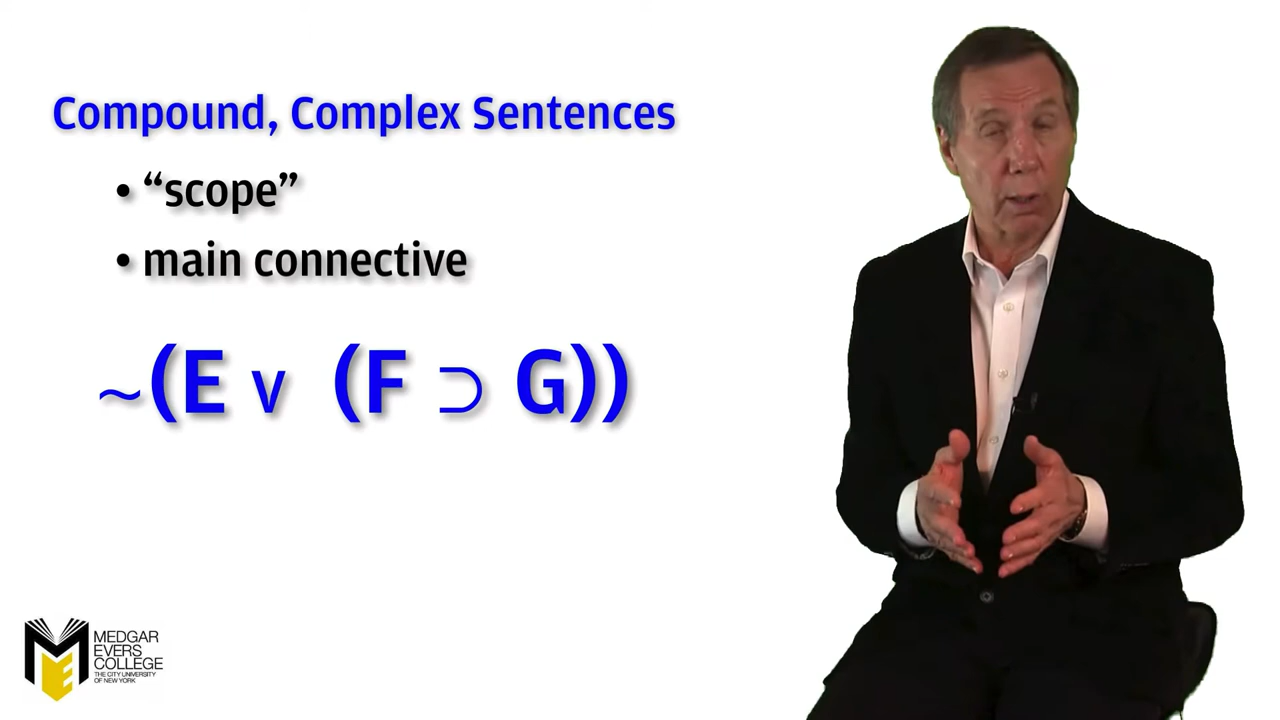 Compound, Complex Sentences
• “scope”
• main connective
~(E v (F ⊃ G))
MEDGAR
EVERS
COLLEGE
THE CITY UNIVERSITY
OF NEW YORK